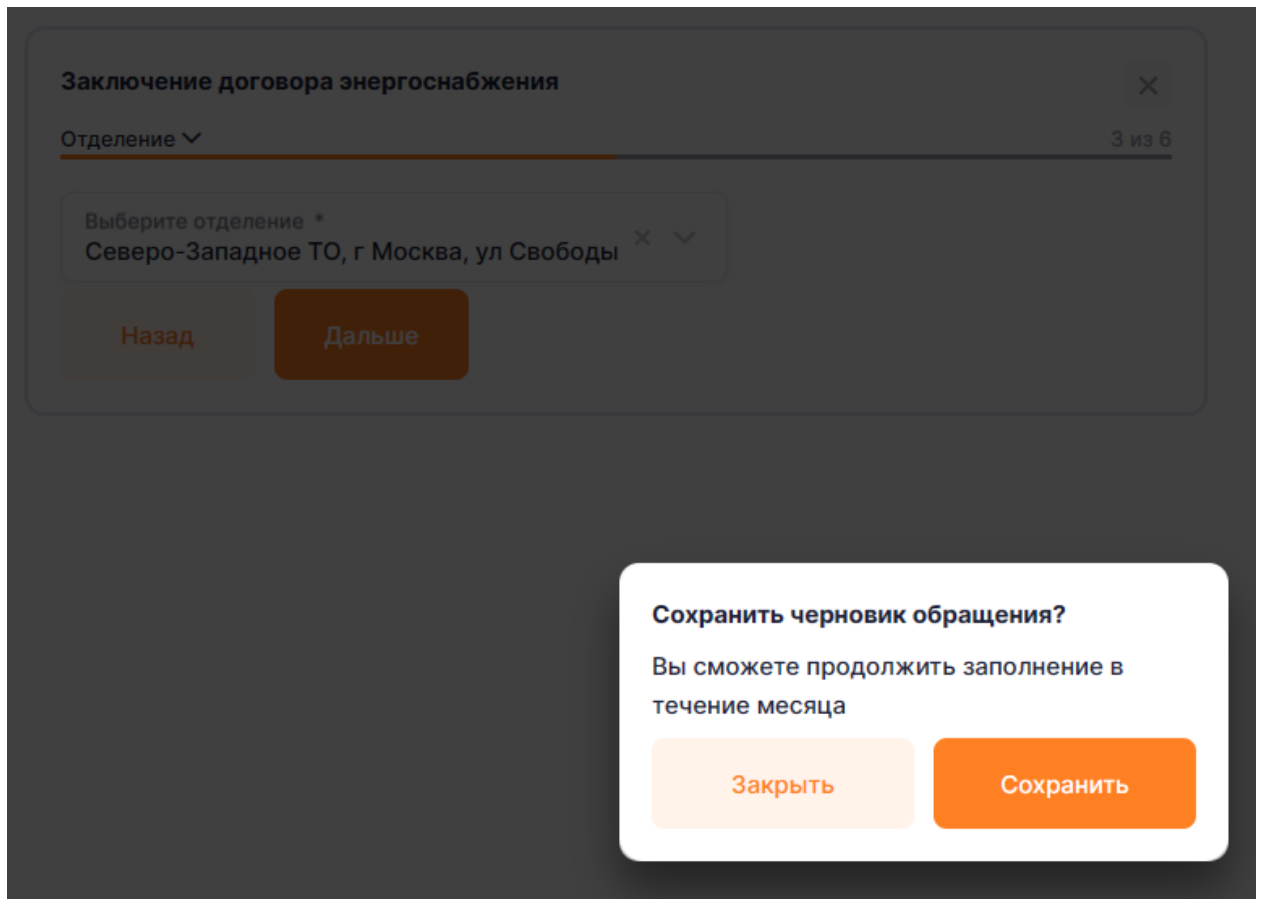 Заключение договора энергоснабжения
Отделение
3 из 6
Выберите отделение *
Северо-Западное ТО, г Москва, ул Свободы
Назад
Дальше
Сохранить черновик обращения?
Вы сможете продолжить заполнение в
течение месяца
Закрыть
Сохранить